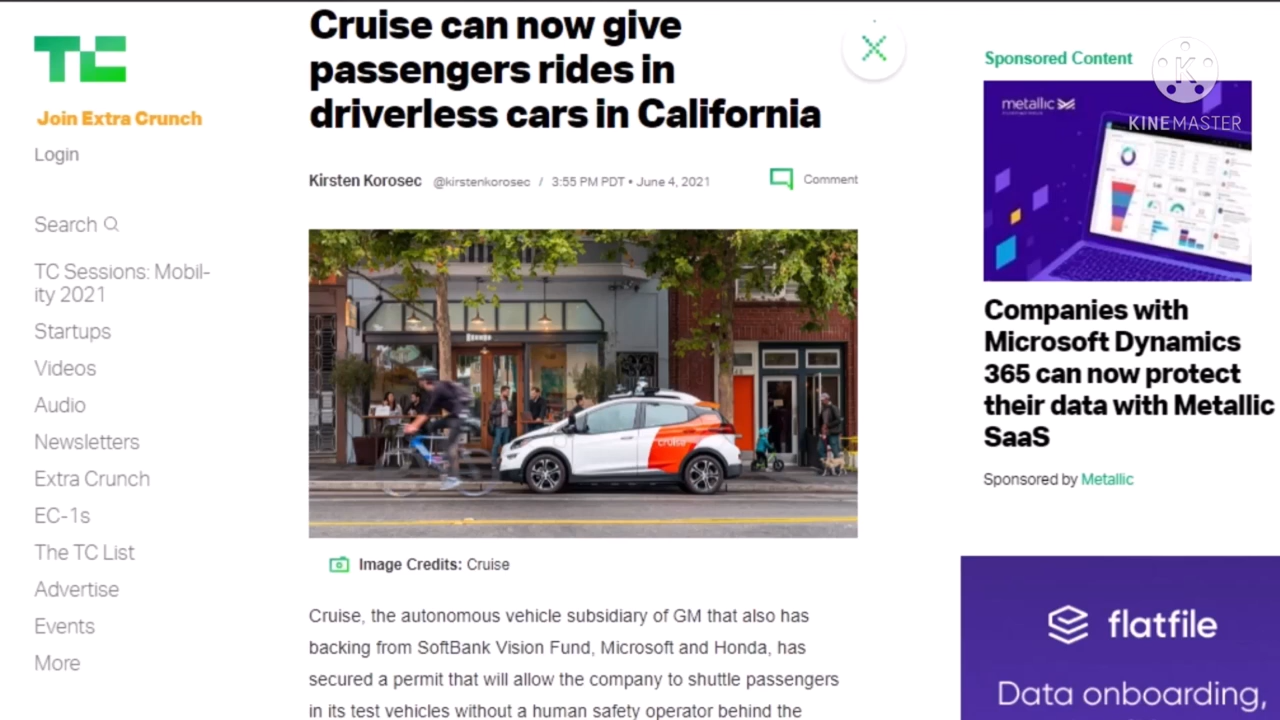 TC
Join Extra Crunch
Login
Search
TC Sessions: Mobil-
ity 2021
Startups
Videos
Audio
Newsletters
Extra Crunch
EC-1s
The TC List
Advertise
Events
More
Cruise can now give
passengers rides in
driverless cars in California
Kirsten Korosec @kirstenkorosec / 3:55 PM PDT • June 4, 2021
Comment
cruise
Image Credits: Cruise
Cruise, the autonomous vehicle subsidiary of GM that also has
backing from SoftBank Vision Fund, Microsoft and Honda, has
secured a permit that will allow the company to shuttle passengers
in its test vehicles without a human safety operator behind the
Sponsored Content
metallic
K
KINEMASTER
Companies with
Microsoft Dynamics
365 can now protect
their data with Metallic
SaaS
Sponsored by Metallic
flatfile
Data onboarding,